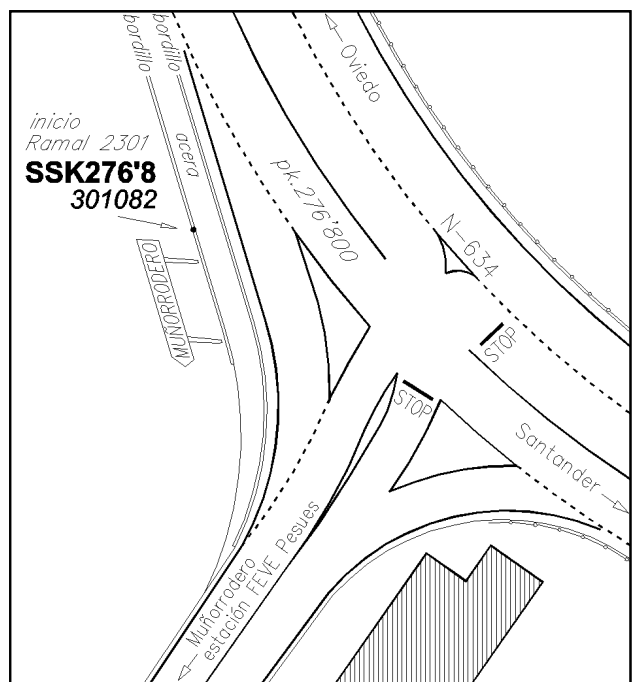 bordillo
bordillo
acera
inicio
Ramal 2301
SSK276'8
301082
MUÑORRODERO
← Oviedo
pk.276'800
N-634
STOP
STOP
Santander →
← Muñorrodero
estación FEVE Pesues